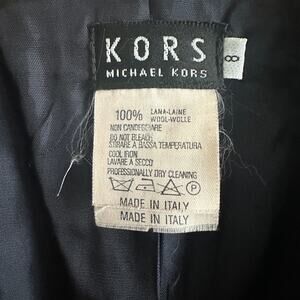 KORS
MICHAEL KORS
8
100% LANA-LAINE
WOOL-WOLLE
NON CANDEGGIARE
DO NOT BLEACH
STIRARE A BASSA TEMPERATURA
COOL IRON
LAVARE A SECCO
PROFESSIONALLY DRY CLEANING
P
MADE IN ITALY
MADE IN ITALY